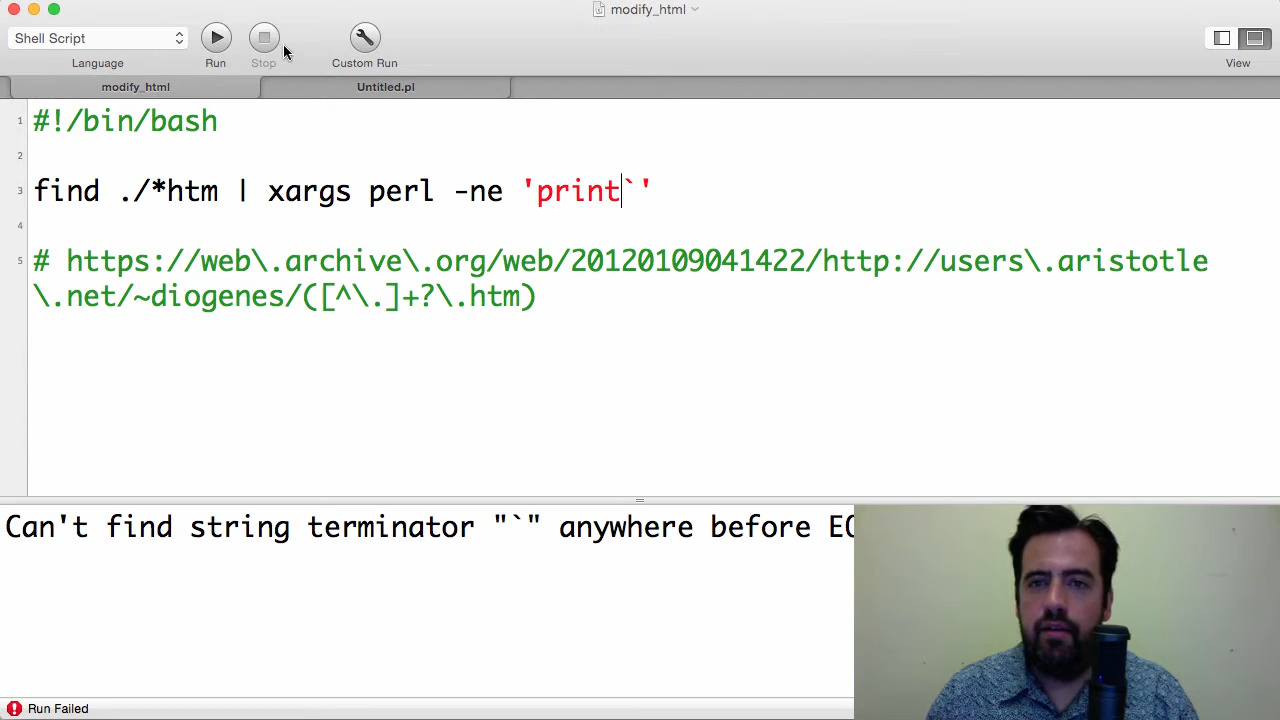 modify_html
Shell Script
Language
Run
Stop
Custom Run
View
modify_html
Untitled.pl
1 #!/bin/bash
2
3 find ./*htm | xargs perl -ne 'print`'
4
5 # https://web\.archive\.org/web/20120109041422/http://users\.aristotle
\.net/~diogenes/([^\.]+?\.htm)
Can't find string terminator "`" anywhere before EO
Run Failed